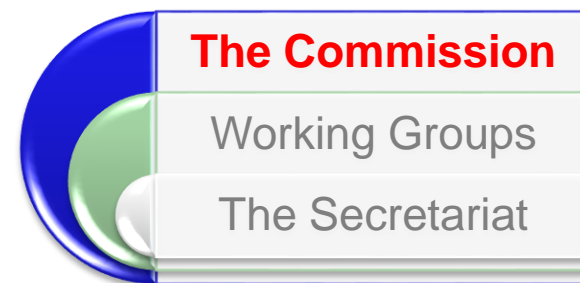 The Commission
Working Groups
The Secretariat